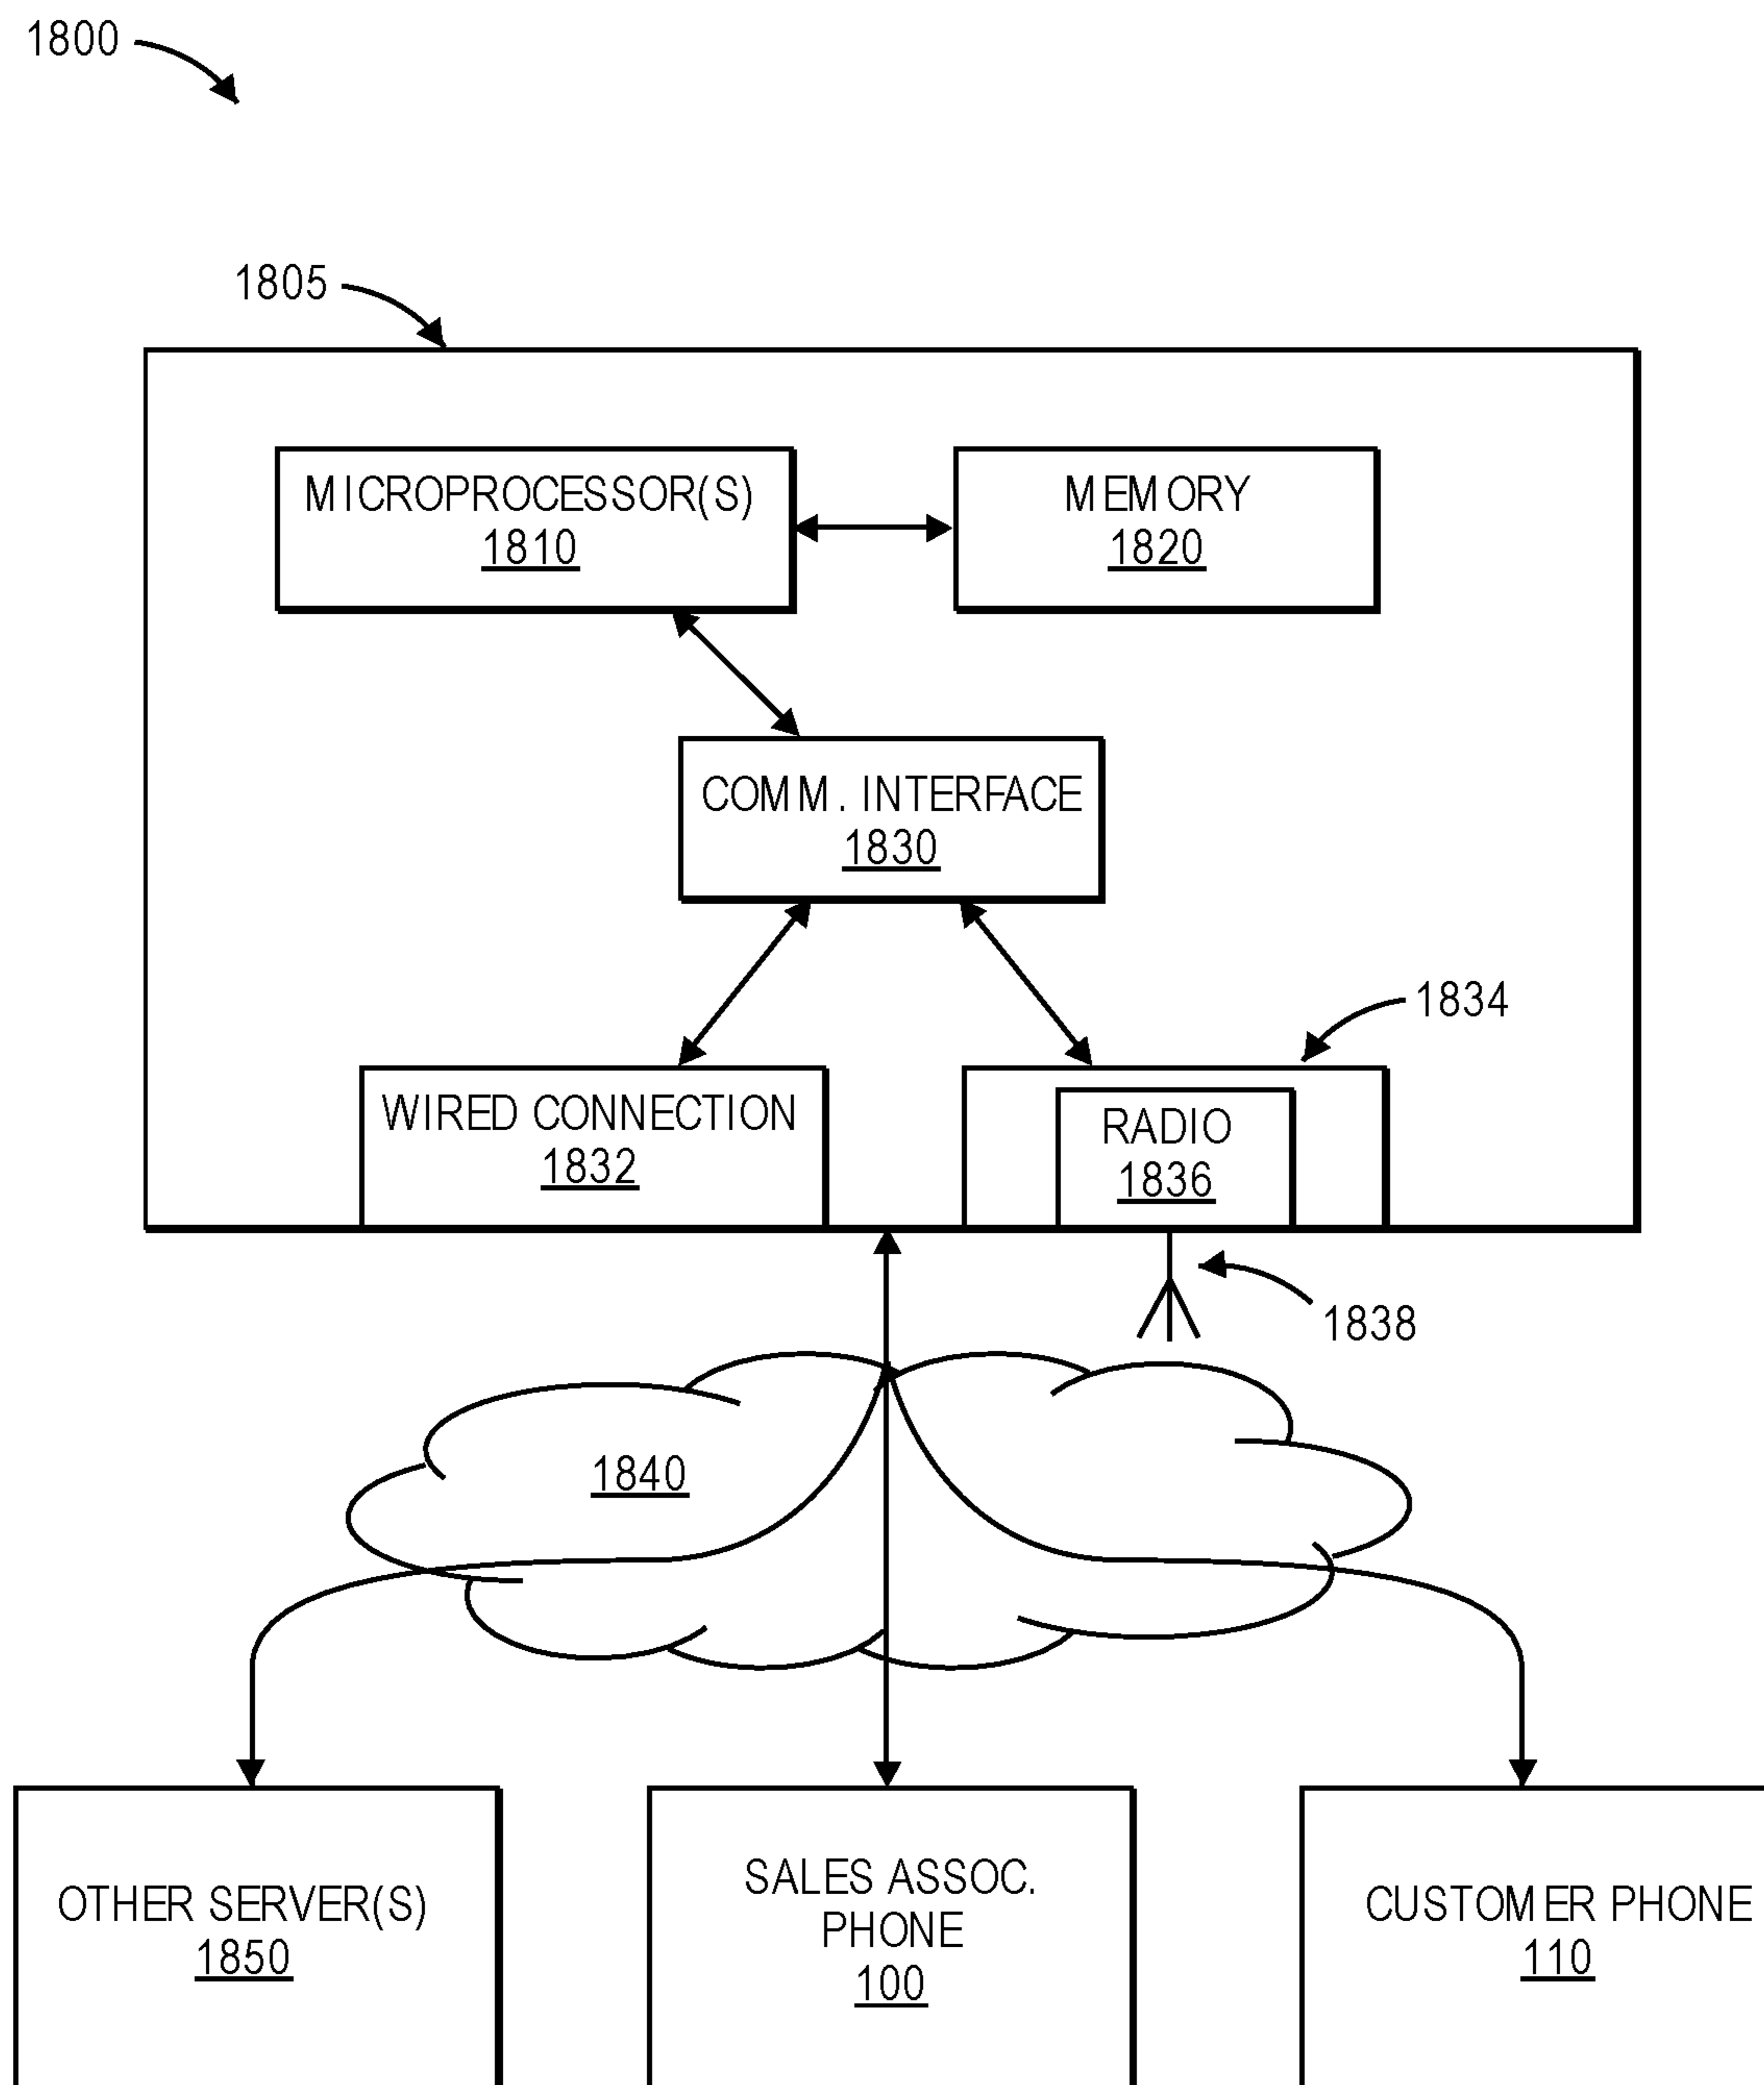 1800
1805
MICROPROCESSOR(S)
1810
MEMORY
1820
COMM. INTERFACE
1830
1834
WIRED CONNECTION
1832
RADIO
1836
1838
1840
OTHER SERVER(S)
1850
SALES ASSOC.
PHONE
100
CUSTOMER PHONE
110